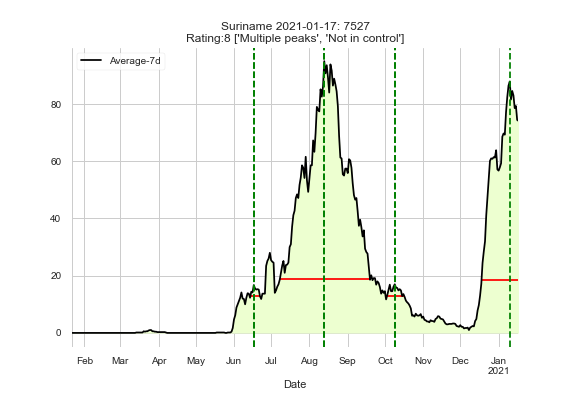 Suriname 2021-01-17: 7527
Rating:8 ['Multiple peaks', 'Not in control']
Average-7d
80
60
40
20
0
Feb Mar Apr May Jun Jul Aug Sep Oct Nov Dec Jan
2021
Date